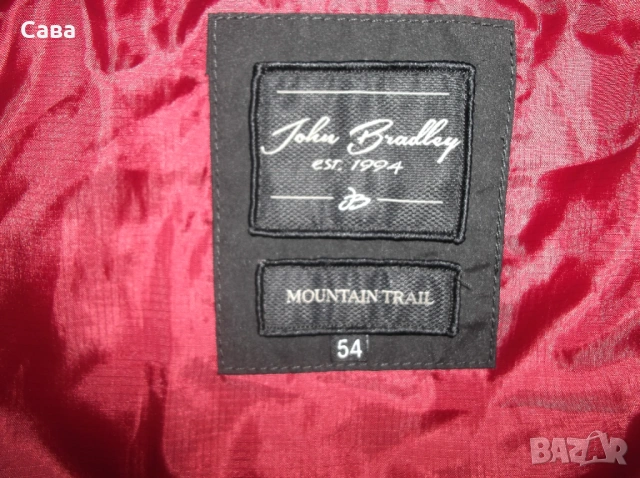 Сава
John Bradley
EST. 1994
JB
MOUNTAIN TRAIL
54
BAZAR